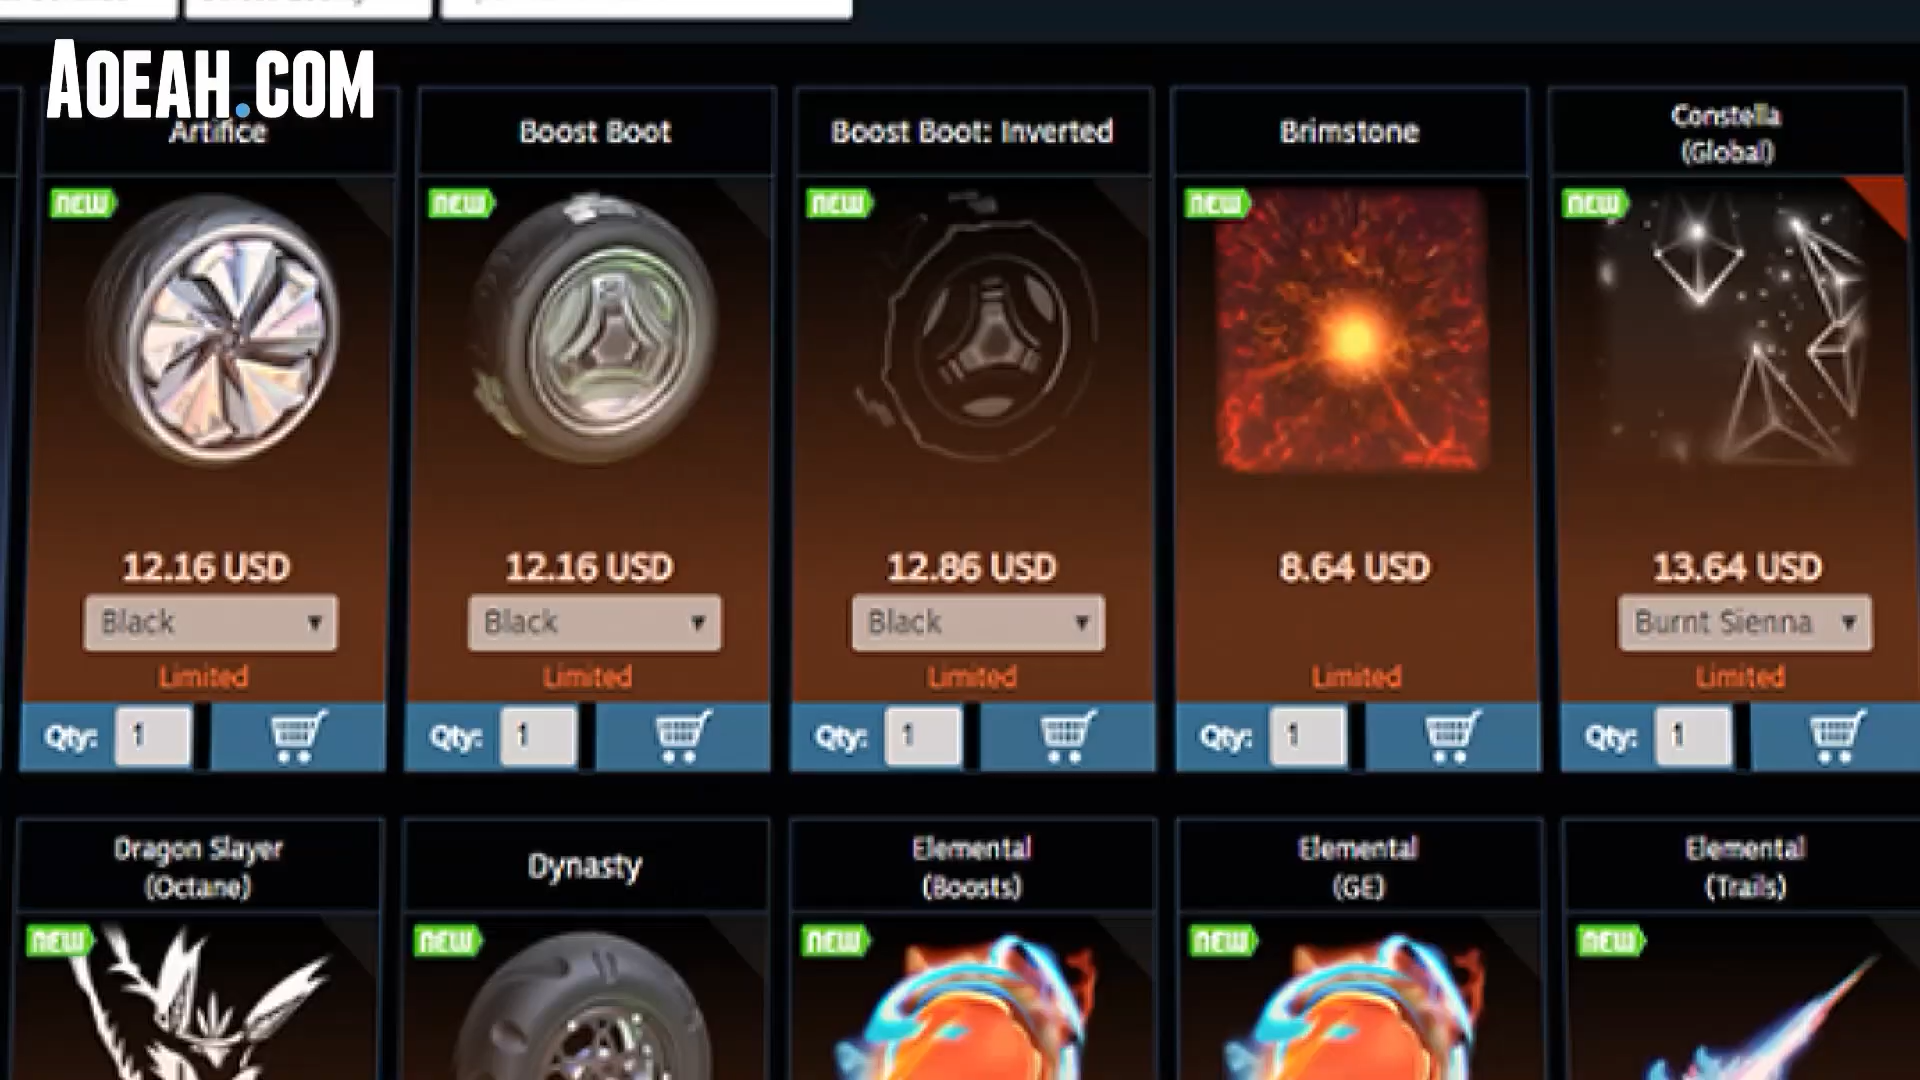 AOEAH.COM
Artifice
Boost Boot
Boost Boot: Inverted
Brimstone
Constella
(Global)
NEW
NEW
NEW
NEW
NEW
12.16 USD
12.16 USD
12.86 USD
8.64 USD
13.64 USD
Black
Black
Black
Burnt Sienna
Limited
Limited
Limited
Limited
Limited
Qty: 1
Qty: 1
Qty: 1
Qty: 1
Qty: 1
Dragon Slayer
(Octane)
Dynasty
Elemental
(Boosts)
Elemental
(GE)
Elemental
(Trails)
NEW
NEW
NEW
NEW
NEW